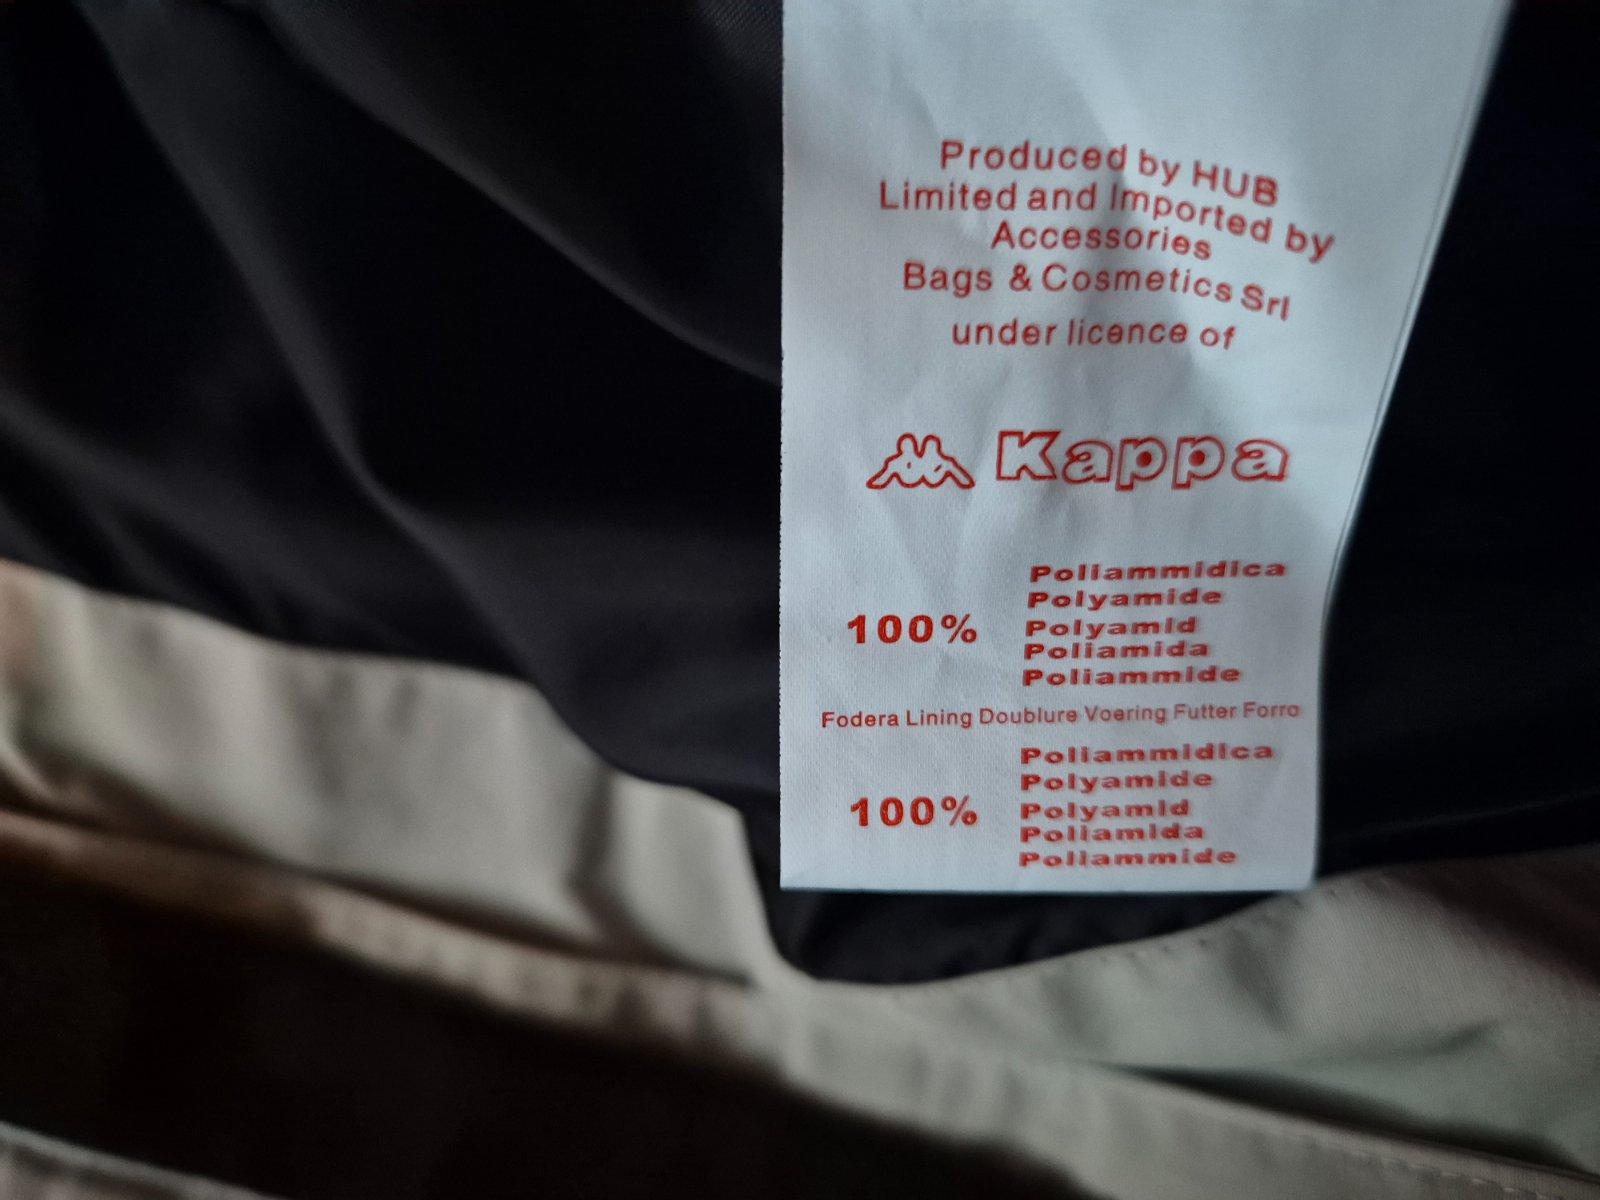 Produced by HUB
Limited and Imported by
Accessories
Bags & Cosmetics Srl
under licence of
Kappa
100%
Poliammidica
Polyamide
Polyamid
Poliamida
Poliammide
Fodera Lining Doublure Voering Futter Forro
100%
Poliammidica
Polyamide
Polyamid
Poliamida
Poliammide